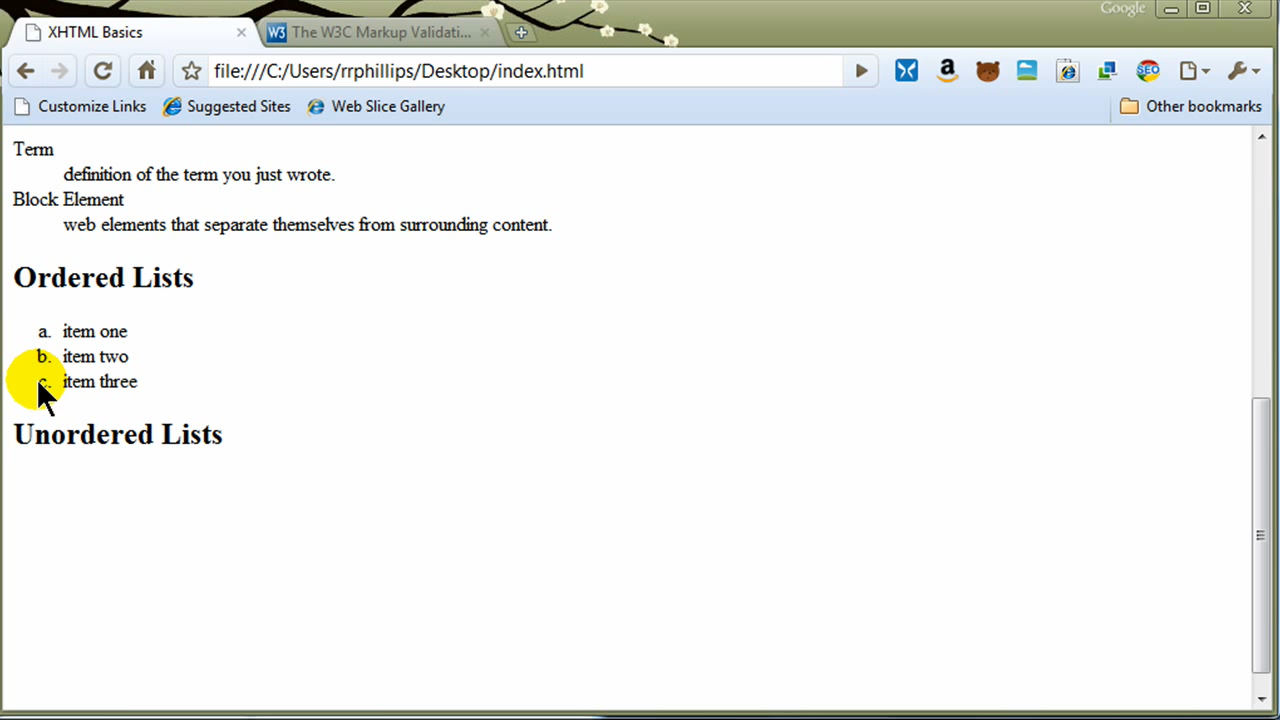 Google
XHTML Basics
W3 The W3C Markup Validati...
file:///C:/Users/rrphillips/Desktop/index.html
SEO
Customize Links Suggested Sites Web Slice Gallery Other bookmarks
Term
definition of the term you just wrote.
Block Element
web elements that separate themselves from surrounding content.
Ordered Lists
a. item one
b. item two
c. item three
Unordered Lists